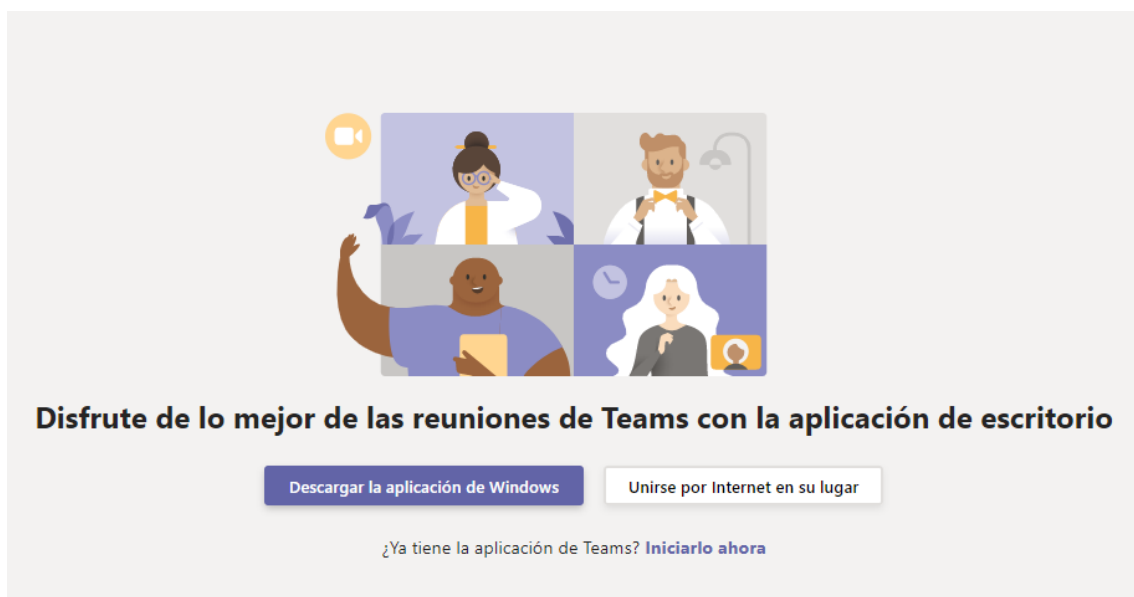 Disfrute de lo mejor de las reuniones de Teams con la aplicación de escritorio
Descargar la aplicación de Windows
Unirse por Internet en su lugar
¿Ya tiene la aplicación de Teams? Iniciarlo ahora